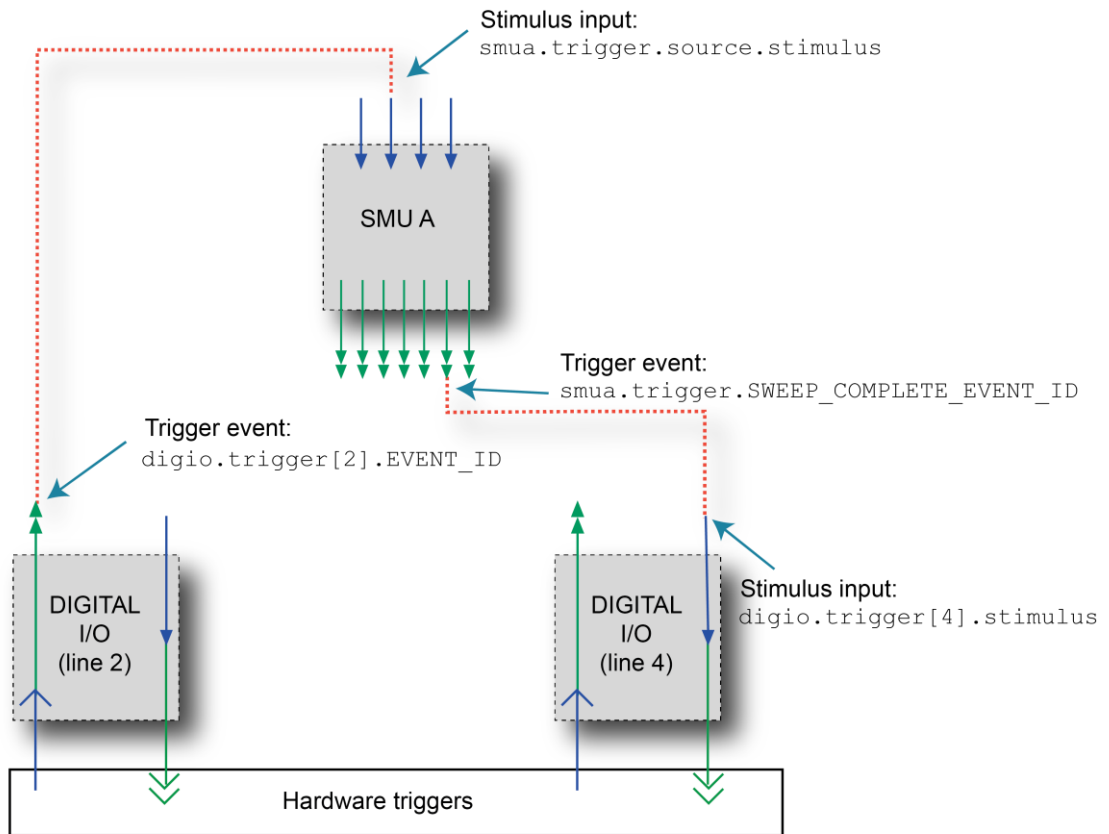 Stimulus input:
smua.trigger.source.stimulus
SMU A
Trigger event:
smua.trigger.SWEEP_COMPLETE_EVENT_ID
Trigger event:
digio.trigger[2].EVENT_ID
DIGITAL
I/O
(line 2)
DIGITAL
I/O
(line 4)
Stimulus input:
digio.trigger[4].stimulus
Hardware triggers